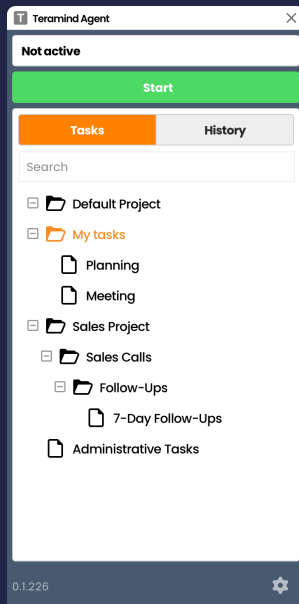 T Teramind Agent
Not active
Start
Tasks History
Search
Default Project
My tasks
Planning
Meeting
Sales Project
Sales Calls
Follow-Ups
7-Day Follow-Ups
Administrative Tasks
0.1.226